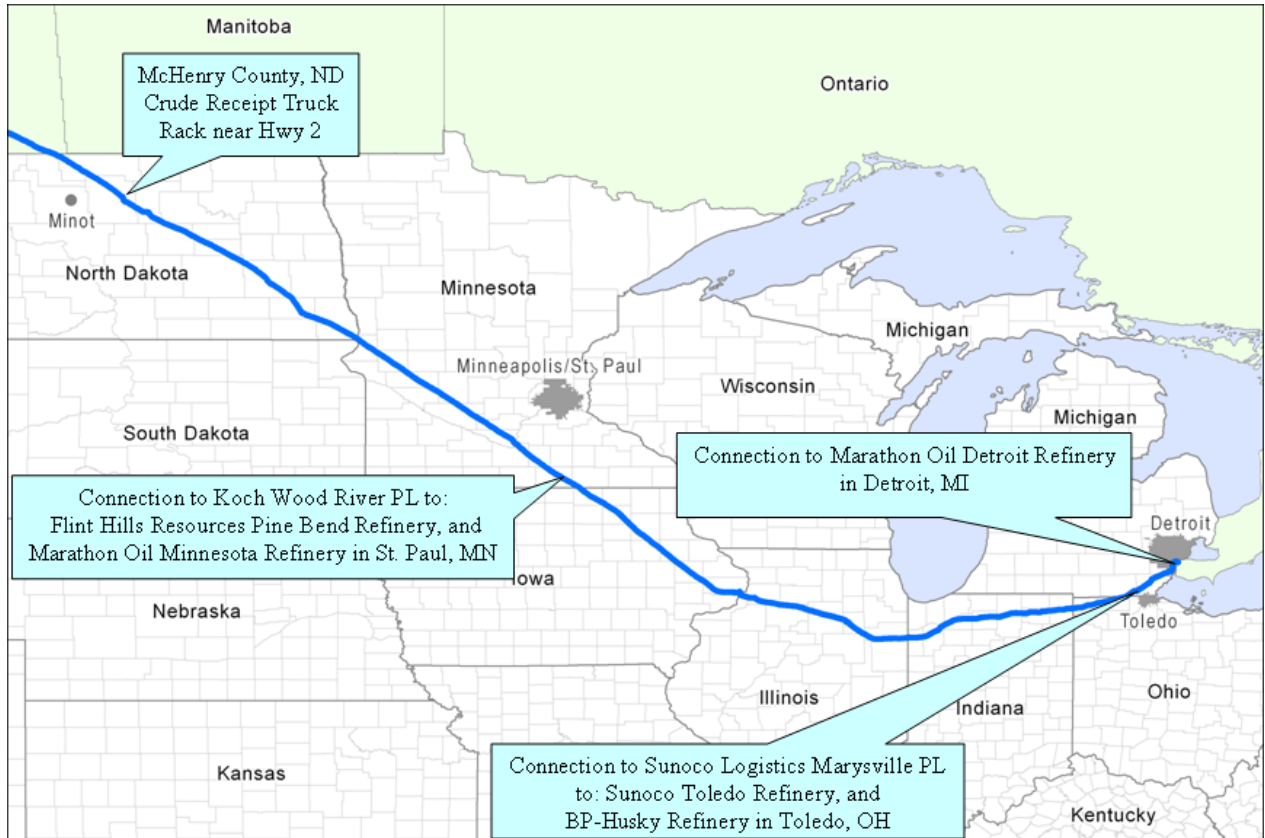 Manitoba
McHenry County, ND
Crude Receipt Truck
Rack near Hwy 2
Ontario
Minot
North Dakota
Minnesota
Michigan
Minneapolis/St. Paul
Wisconsin
Michigan
South Dakota
Connection to Marathon Oil Detroit Refinery
in Detroit, MI
Connection to Koch Wood River PL to:
Flint Hills Resources Pine Bend Refinery, and
Marathon Oil Minnesota Refinery in St. Paul, MN
Detroit
Iowa
Nebraska
Toledo
Illinois
Indiana
Ohio
Connection to Sunoco Logistics Marysville PL
to: Sunoco Toledo Refinery, and
BP-Husky Refinery in Toledo, OH
Kansas
Kentucky